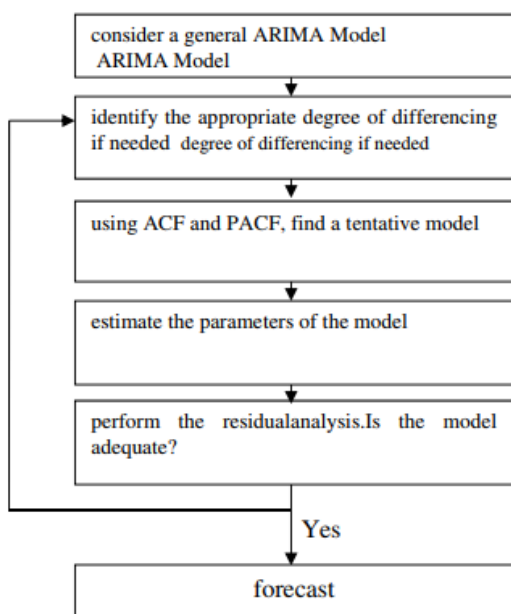 consider a general ARIMA Model
ARIMA Model
identify the appropriate degree of differencing
if needed degree of differencing if needed
using ACF and PACF, find a tentative model
estimate the parameters of the model
perform the residualanalysis.Is the model
adequate?
Yes
forecast